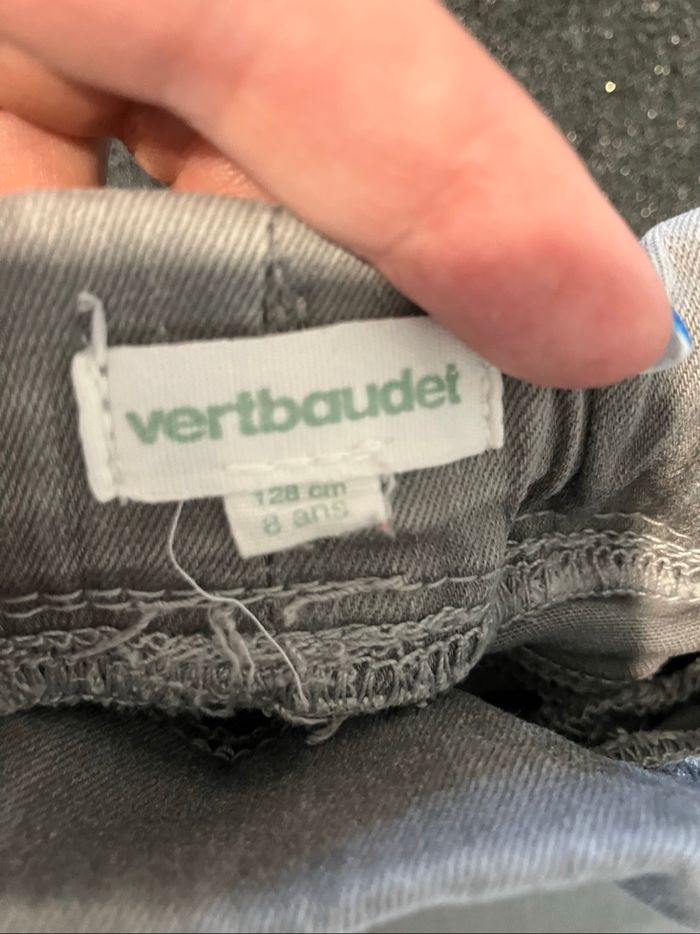 vertbaudet
128 cm
8 ans